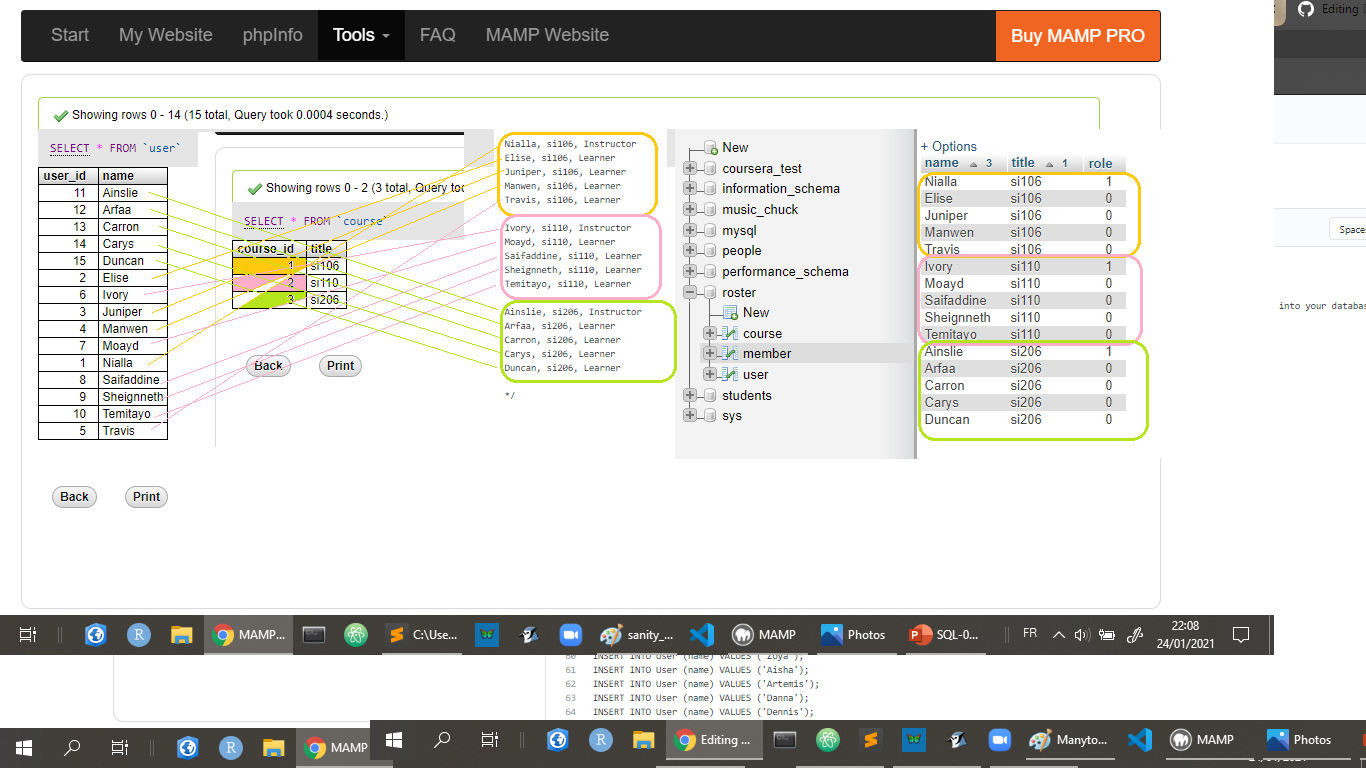 Start My Website phpInfo Tools FAQ MAMP Website Buy MAMP PRO
Editing
Showing rows 0 - 14 (15 total, Query took 0.0004 seconds.)
SELECT * FROM `user`
user_id name
11 Ainslie
12 Arfaa
13 Carron
14 Carys
15 Duncan
2 Elise
6 Ivory
3 Juniper
4 Manwen
7 Moayd
1 Nialla
8 Saifaddine
9 Sheignneth
10 Temitayo
5 Travis
Back Print
Showing rows 0 - 2 (3 total, Query too
SELECT * FROM `course`
course_id title
1 si106
2 si110
3 si206
Back Print
Nialla, si106, Instructor
Elise, si106, Learner
Juniper, si106, Learner
Manwen, si106, Learner
Travis, si106, Learner
Ivory, si110, Instructor
Moayd, si110, Learner
Saifaddine, si110, Learner
Sheignneth, si110, Learner
Temitayo, si110, Learner
Ainslie, si206, Instructor
Arfaa, si206, Learner
Carron, si206, Learner
Carys, si206, Learner
Duncan, si206, Learner
*/
New
coursera_test
information_schema
music_chuck
mysql
people
performance_schema
roster
New
course
member
user
students
sys
+ Options
name 3 title 1 role
Nialla si106 1
Elise si106 0
Juniper si106 0
Manwen si106 0
Travis si106 0
Ivory si110 1
Moayd si110 0
Saifaddine si110 0
Sheignneth si110 0
Temitayo si110 0
Ainslie si206 1
Arfaa si206 0
Carron si206 0
Carys si206 0
Duncan si206 0
Spaces
into your databas
MAMP... C:\Use... sanity_... MAMP Photos SQL-0... FR 22:08
24/01/2021
60 INSERT INTO User (name) VALUES ('Zoya');
61 INSERT INTO User (name) VALUES ('Aisha');
62 INSERT INTO User (name) VALUES ('Artemis');
63 INSERT INTO User (name) VALUES ('Danna');
64 INSERT INTO User (name) VALUES ('Dennis');
MAMP Editing ... Manyto... MAMP Photos